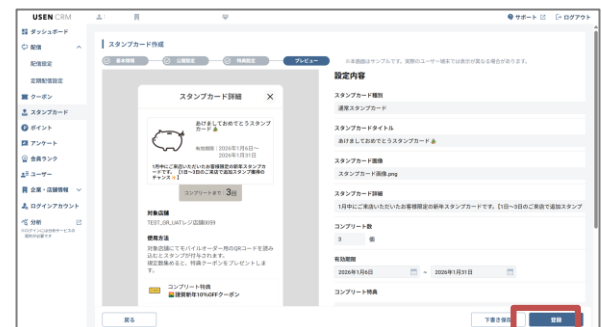 USEN CRM
サポート
ログアウト
ダッシュボード
配信
配信設定
定期配信設定
クーポン
スタンプカード
ポイント
アンケート
会員ランク
ユーザー
企業・店舗情報
ログインアカウント
分析
スタンプカード作成
基本情報
公開設定
特典設定
プレビュー
※本画面はサンプルです。実際のユーザー端末では表示が異なる場合があります。
スタンプカード詳細
あけましておめでとうスタンプ
カード🎍
有効期間：2026年1月6日～
2026年1月31日
1月中にご来店いただいたお客様限定の新年スタンプカ
ードです。【1日～3日のご来店で追加スタンプ獲得の
チャンス】
コンプリートまで：3個
対象店舗
使用方法
対象店舗にてモバイルオーダー用のQRコードを読み
込むとスタンプが付与されます。
規定数集めると、特典クーポンをプレゼントしま
す。
コンプリート特典
謹賀新年10%OFFクーポン
設定内容
スタンプカード種別
通常スタンプカード
スタンプカードタイトル
あけましておめでとうスタンプカード🎍
スタンプカード画像
スタンプカード画像.png
スタンプカード詳細
1月中にご来店いただいたお客様限定の新年スタンプカードです。【1日～3日のご来店で追加スタンプ
コンプリート数
3 個
有効期間
2026年1月6日 ~ 2026年1月31日
コンプリート特典
戻る
下書き保存
登録